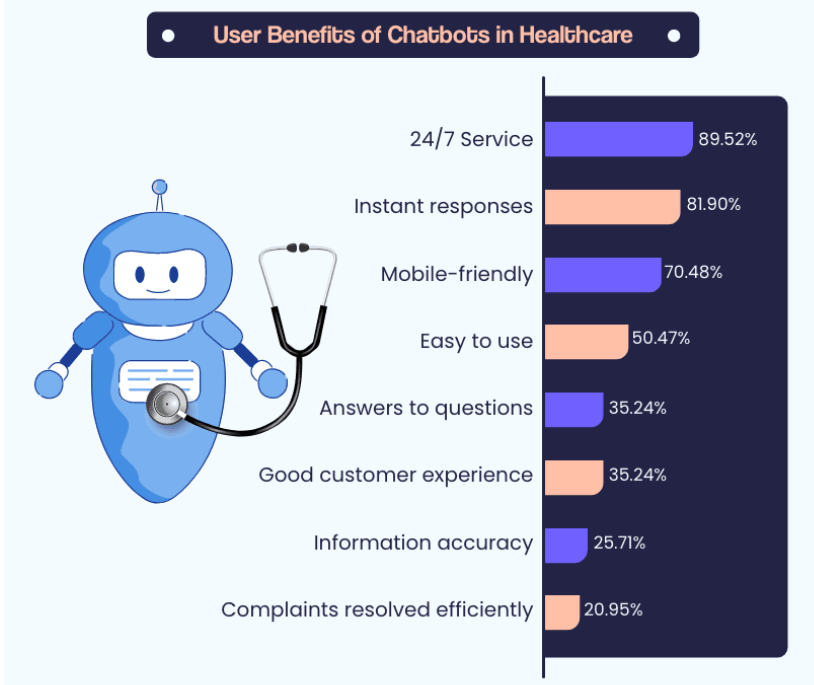 User Benefits of Chatbots in Healthcare
24/7 Service 89.52%
Instant responses 81.90%
Mobile-friendly 70.48%
Easy to use 50.47%
Answers to questions 35.24%
Good customer experience 35.24%
Information accuracy 25.71%
Complaints resolved efficiently 20.95%